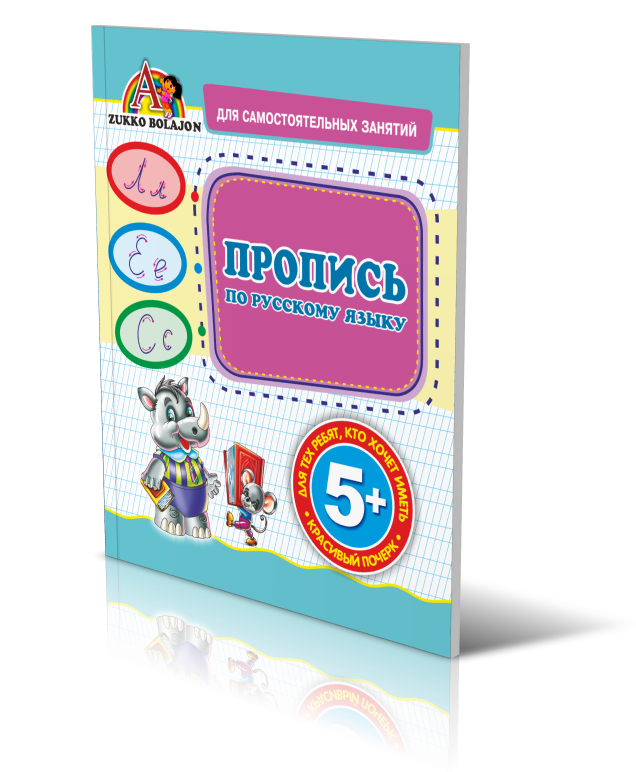 А
ZUKKO BOLAJON
ДЛЯ САМОСТОЯТЕЛЬНЫХ ЗАНЯТИЙ
Лл
Ее
Сс
ПРОПИСЬ
ПО РУССКОМУ ЯЗЫКУ
ДЛЯ ТЕХ РЕБЯТ, КТО ХОЧЕТ ИМЕТЬ
5+
• КРАСИВЫЙ ПОЧЕРК •